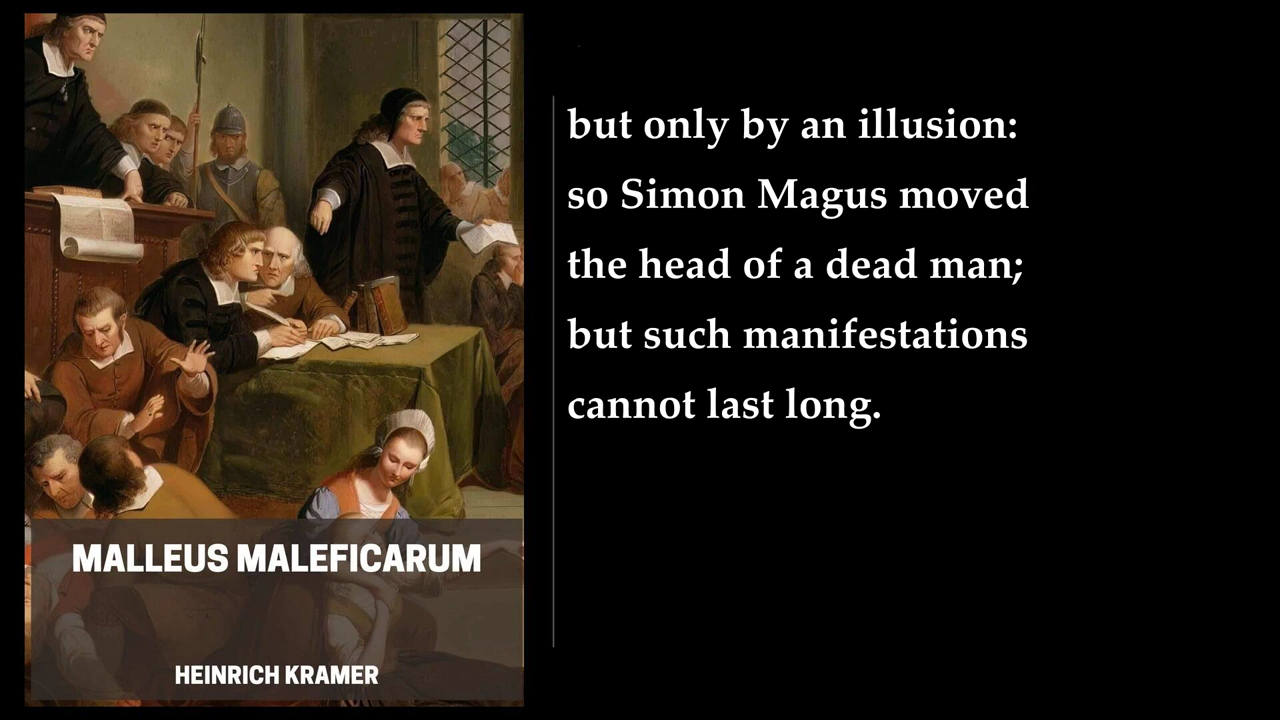 MALLEUS MALEFICARUM
HEINRICH KRAMER
but only by an illusion:
so Simon Magus moved
the head of a dead man;
but such manifestations
cannot last long.